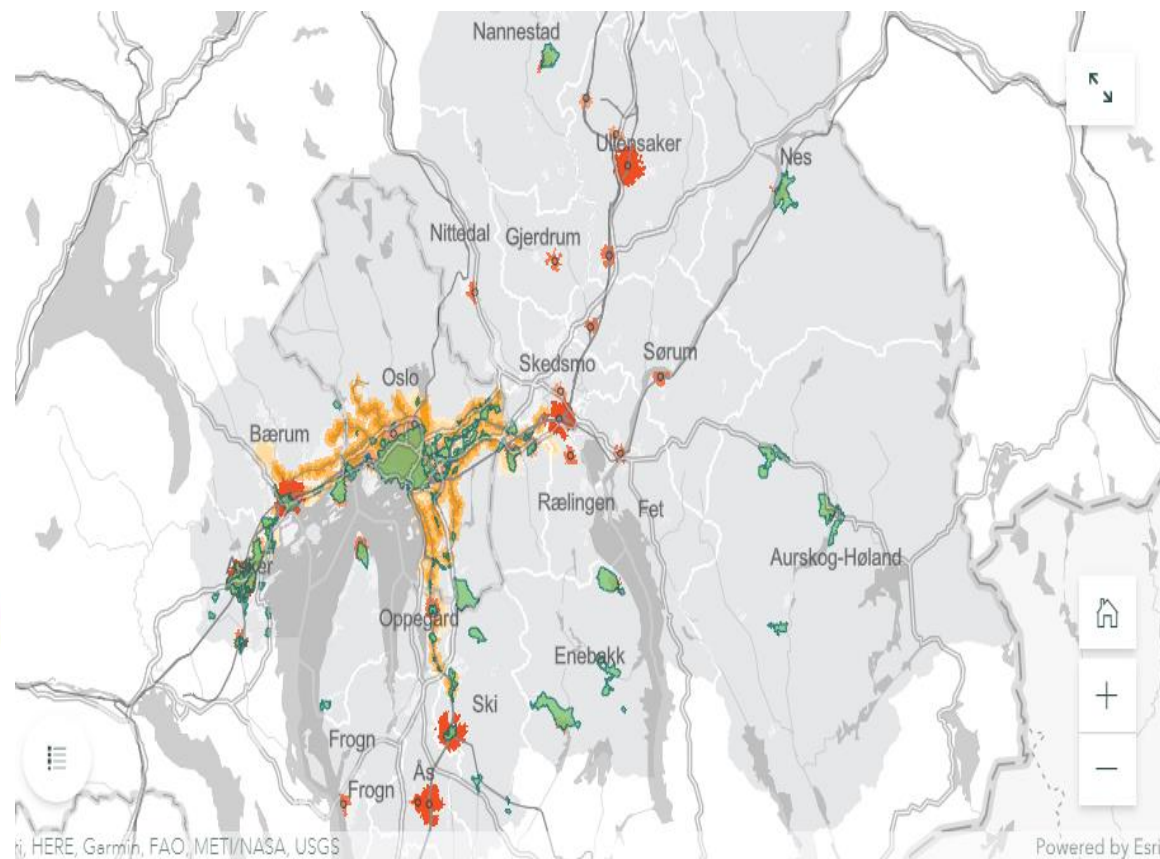 Nannestad
Ullensaker
Nes
Nittedal
Gjerdrum
Skedsmo
Sørum
Oslo
Bærum
Rælingen
Fet
Aurskog-Høland
Oppegård
Enebakk
Ski
Frogn
Ås
Frogn
HERE, Garmin, FAO, METI/NASA, USGS
Powered by Esri